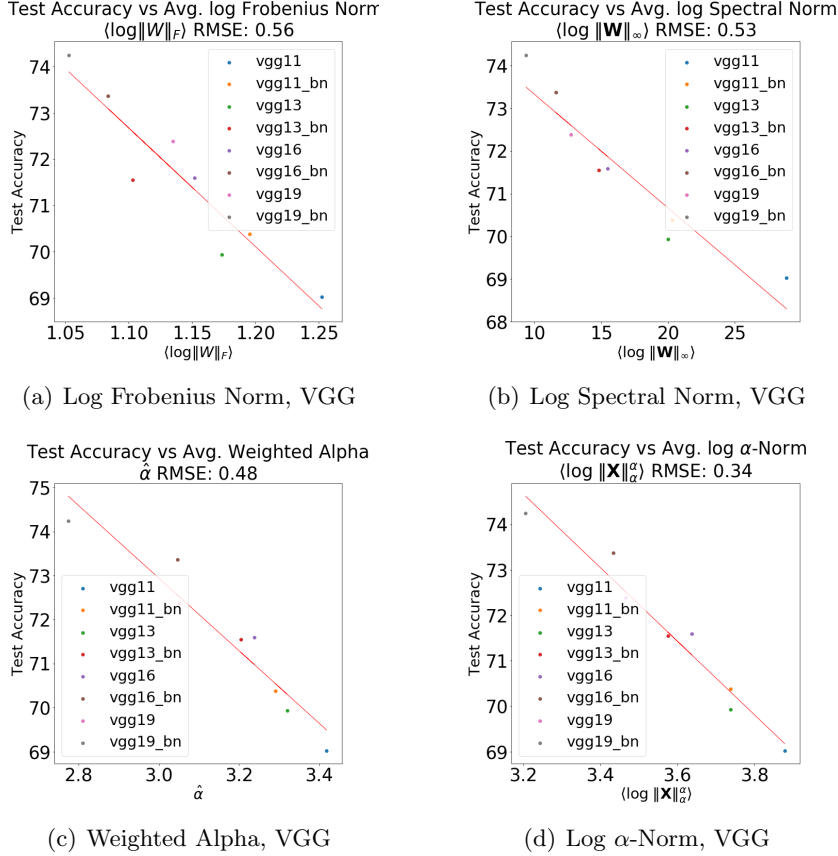 Test Accuracy vs Avg. log Frobenius Norm
⟨log‖W‖F⟩ RMSE: 0.56
Test Accuracy
74
73
72
71
70
69
vgg11
vgg11_bn
vgg13
vgg13_bn
vgg16
vgg16_bn
vgg19
vgg19_bn
1.05 1.10 1.15 1.20 1.25
⟨log‖W‖F⟩
(a) Log Frobenius Norm, VGG
Test Accuracy vs Avg. log Spectral Norm
⟨log ‖W‖∞⟩ RMSE: 0.53
Test Accuracy
74
73
72
71
70
69
68
vgg11
vgg11_bn
vgg13
vgg13_bn
vgg16
vgg16_bn
vgg19
vgg19_bn
10 15 20 25
⟨log ‖W‖∞⟩
(b) Log Spectral Norm, VGG
Test Accuracy vs Avg. Weighted Alpha
α̂ RMSE: 0.48
Test Accuracy
75
74
73
72
71
70
69
vgg11
vgg11_bn
vgg13
vgg13_bn
vgg16
vgg16_bn
vgg19
vgg19_bn
2.8 3.0 3.2 3.4
α̂
(c) Weighted Alpha, VGG
Test Accuracy vs Avg. log α-Norm
⟨log ‖X‖αα⟩ RMSE: 0.34
Test Accuracy
74
73
72
71
70
69
vgg11
vgg11_bn
vgg13
vgg13_bn
vgg16
vgg16_bn
vgg19
vgg19_bn
3.2 3.4 3.6 3.8
⟨log ‖X‖αα⟩
(d) Log α-Norm, VGG